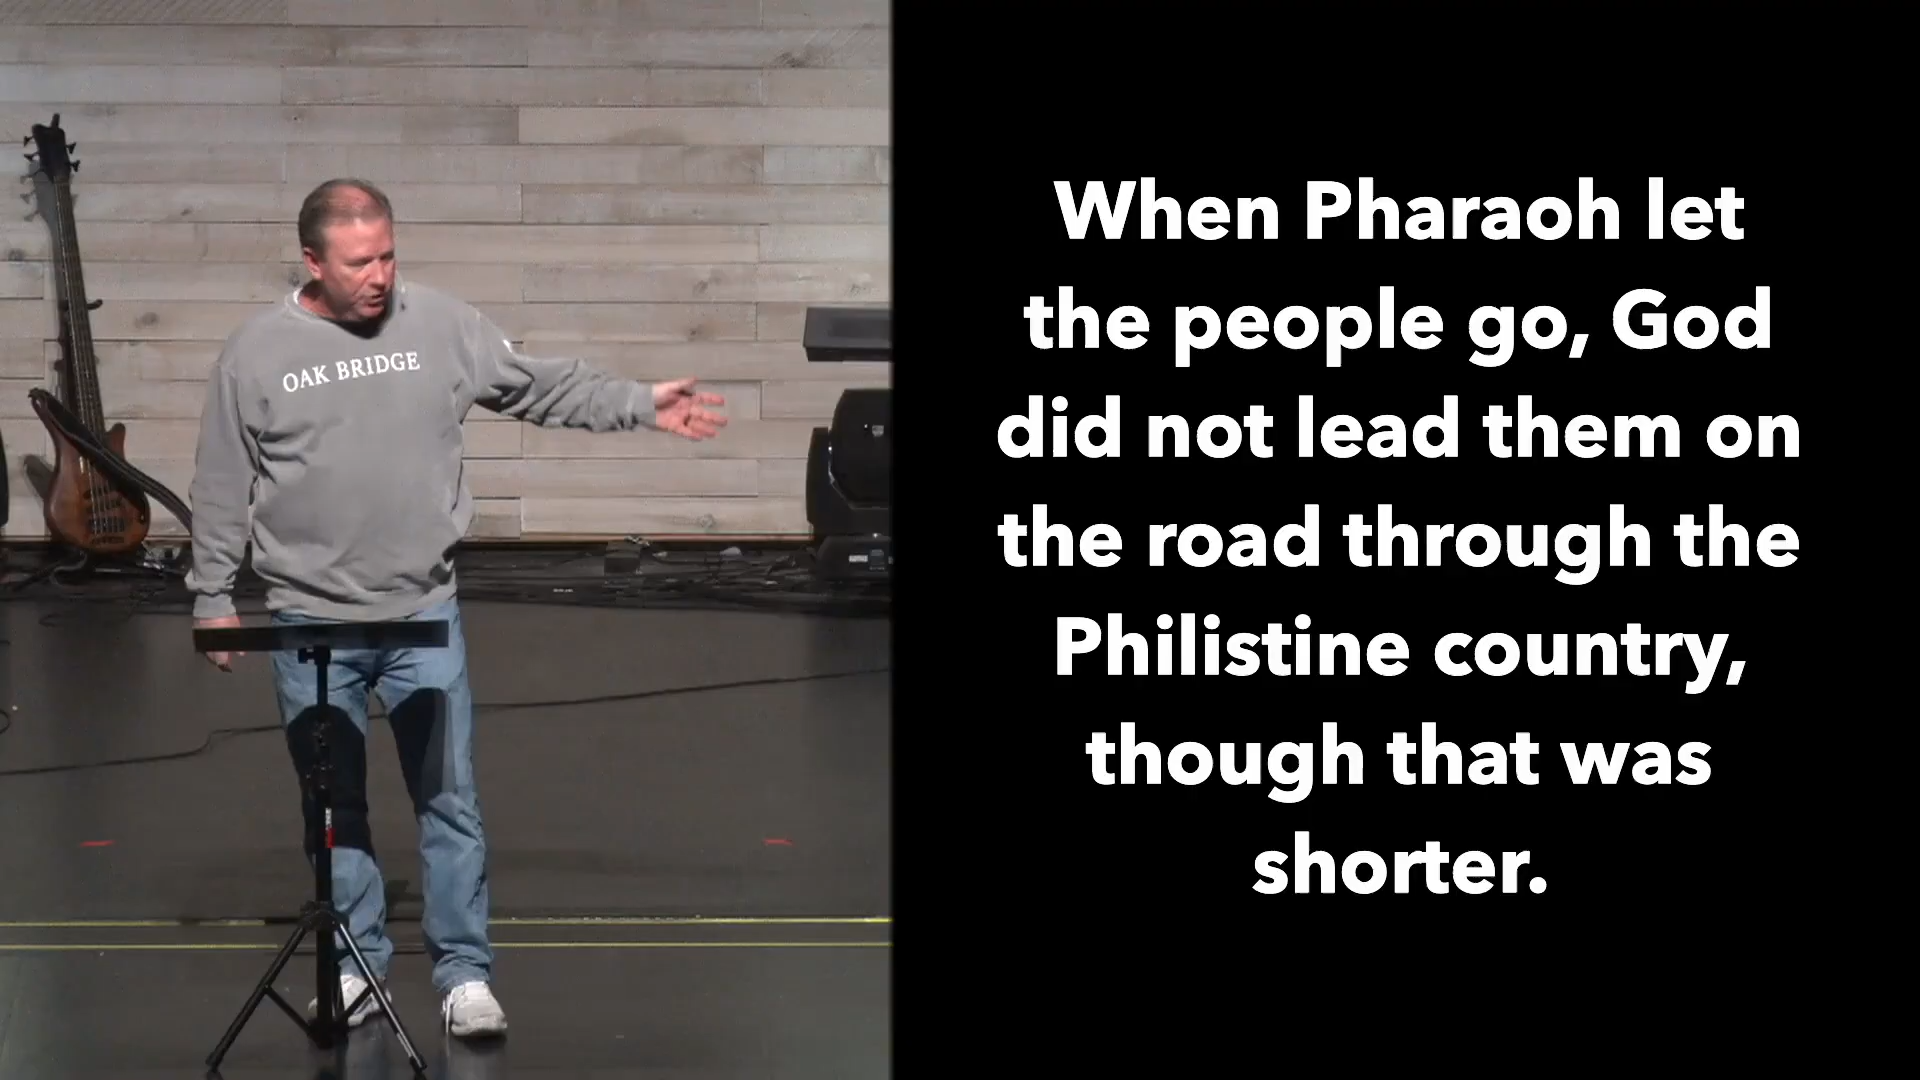 OAK BRIDGE
When Pharaoh let
the people go, God
did not lead them on
the road through the
Philistine country,
though that was
shorter.